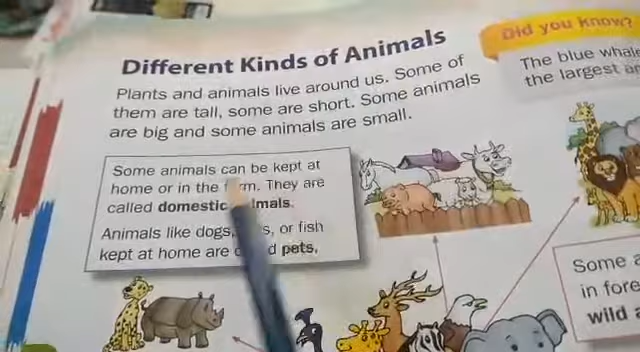 Different Kinds of Animals
Plants and animals live around us. Some of
them are tall, some are short. Some animals
are big and some animals are small.
Some animals can be kept at
home or in the They are
called domestic
Animals like dogs, or fish
kept at home are pets.
Did you know?
The blue whale
the largest
Some
in
wild